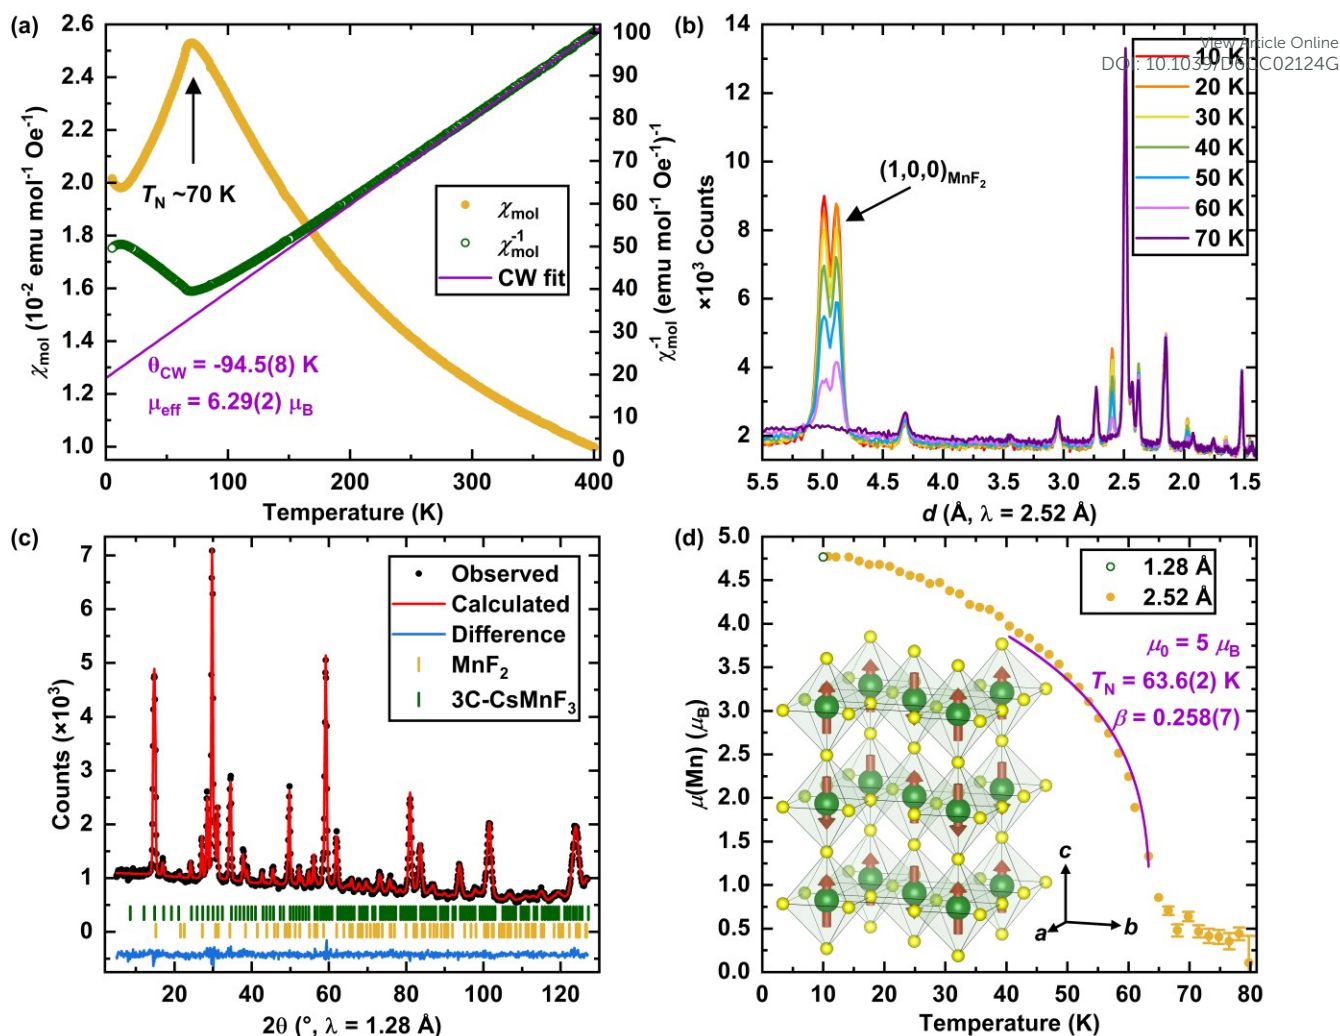 (a)
2.6
2.4
2.2
2.0
1.8
1.6
1.4
1.2
1.0
χmol (10⁻² emu mol⁻¹ Oe⁻¹)
100
90
80
70
60
50
40
30
20
10
0
χ⁻¹mol (emu mol⁻¹ Oe⁻¹)⁻¹
TN ~70 K
χmol
χ⁻¹mol
CW fit
θCW = -94.5(8) K
μeff = 6.29(2) μB
0 100 200 300 400
Temperature (K)
(b)
View Article Online
14
12
10
8
6
4
2
×10³ Counts
(1,0,0)MnF₂
10 K
20 K
30 K
40 K
50 K
60 K
70 K
5.5 5.0 4.5 4.0 3.5 3.0 2.5 2.0 1.5
d (Å, λ = 2.52 Å)
(c)
7
6
5
4
3
2
1
0
Counts (×10³)
Observed
Calculated
Difference
MnF₂
3C-CsMnF₃
20 40 60 80 100 120
2θ (°, λ = 1.28 Å)
(d)
5.0
4.5
4.0
3.5
3.0
2.5
2.0
1.5
1.0
0.5
0.0
μ(Mn) (μB)
1.28 Å
2.52 Å
μ₀ = 5 μB
TN = 63.6(2) K
β = 0.258(7)
c
a
b
0 10 20 30 40 50 60 70 80
Temperature (K)